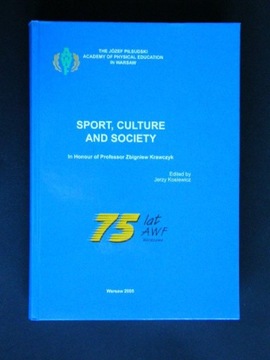 THE JOZEF PIŁSUDSKI
ACADEMY OF PHYSICAL EDUCATION
IN WARSAW
SPORT, CULTURE
AND SOCIETY
In Honour of Professor Zbigniew Krawczyk
Edited by
Jerzy Kosiewicz
75 lat
AWF
Warsaw 2005